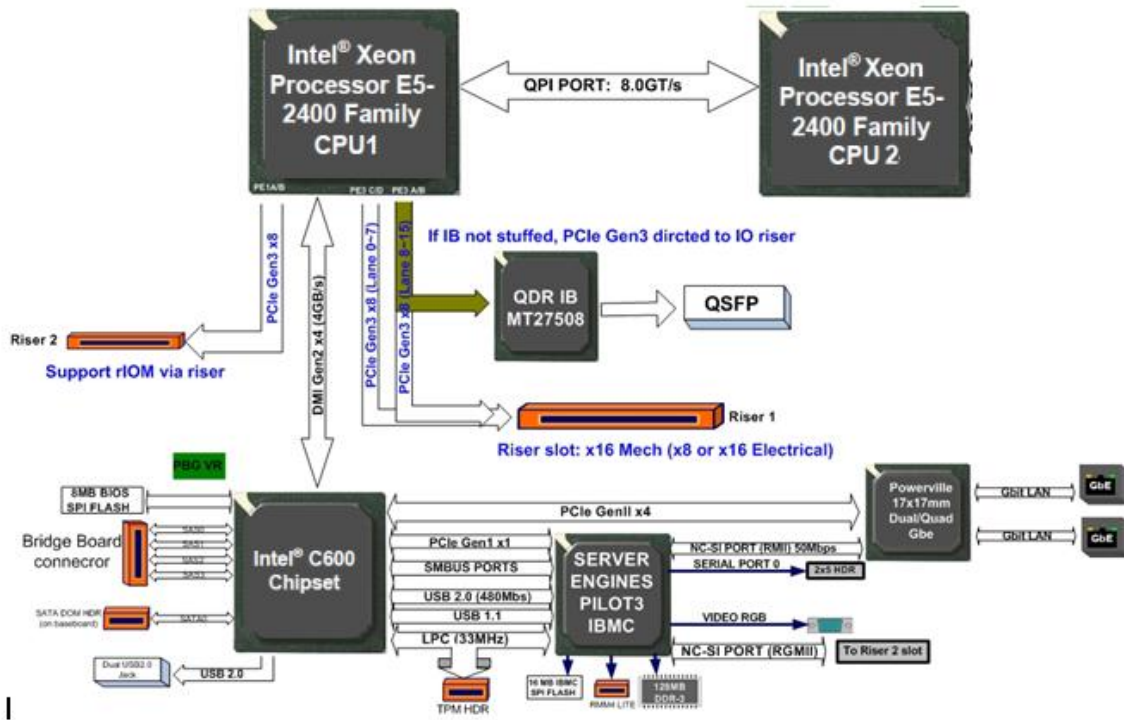 Intel® Xeon
Processor E5-
2400 Family
CPU1
QPI PORT: 8.0GT/s
Intel® Xeon
Processor E5-
2400 Family
CPU 2
PE1A/B
PE3 C/D
PE3 A/B
PCIe Gen3 x8
DMI Gen2 x4 (4GB/s)
PCIe Gen3 x8 (Lane 0~7)
PCIe Gen3 x8 (Lane 8~15)
If IB not stuffed, PCIe Gen3 dircted to IO riser
QDR IB
MT27508
QSFP
Riser 2
Support rIOM via riser
Riser 1
Riser slot: x16 Mech (x8 or x16 Electrical)
PBG VR
8MB BIOS
SPI FLASH
Bridge Board
connecror
SAS0
SAS1
SAS2
SAS3
SATA DOM HDR
(on baseboard)
SATA0
Dual USB2.0
Jack
USB 2.0
Intel® C600
Chipset
PCIe GenII x4
PCIe Gen1 x1
SMBUS PORTS
USB 2.0 (480Mbs)
USB 1.1
LPC (33MHz)
TPM HDR
SERVER
ENGINES
PILOT3
IBMC
16 MB IBMC
SPI FLASH
RMM4 LITE
128MB
DDR-3
NC-SI PORT (RMII) 50Mbps
SERIAL PORT 0
2x5 HDR
VIDEO RGB
NC-SI PORT (RGMII)
To Riser 2 slot
Powerville
17x17mm
Dual/Quad
Gbe
Gbit LAN
GbE
Gbit LAN
GbE